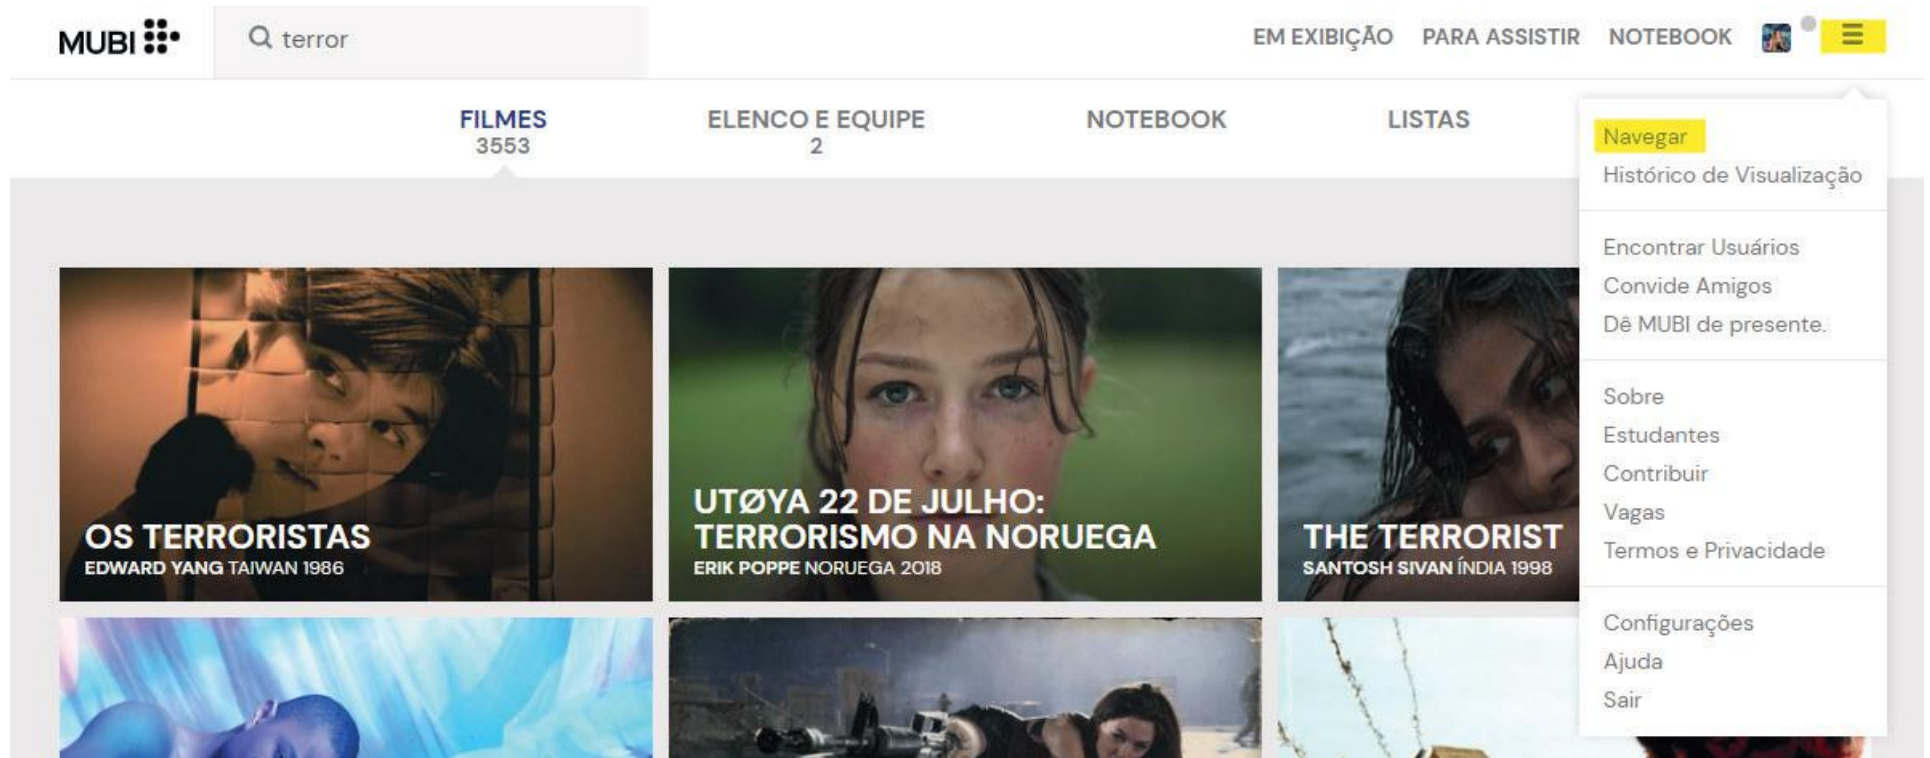 MUBI
terror
EM EXIBIÇÃO PARA ASSISTIR NOTEBOOK
FILMES
3553
ELENCO E EQUIPE
2
NOTEBOOK
LISTAS
Navegar
Histórico de Visualização
Encontrar Usuários
Convide Amigos
Dê MUBI de presente.
Sobre
Estudantes
Contribuir
Vagas
Termos e Privacidade
Configurações
Ajuda
Sair
OS TERRORISTAS
EDWARD YANG TAIWAN 1986
UTØYA 22 DE JULHO:
TERRORISMO NA NORUEGA
ERIK POPPE NORUEGA 2018
THE TERRORIST
SANTOSH SIVAN ÍNDIA 1998